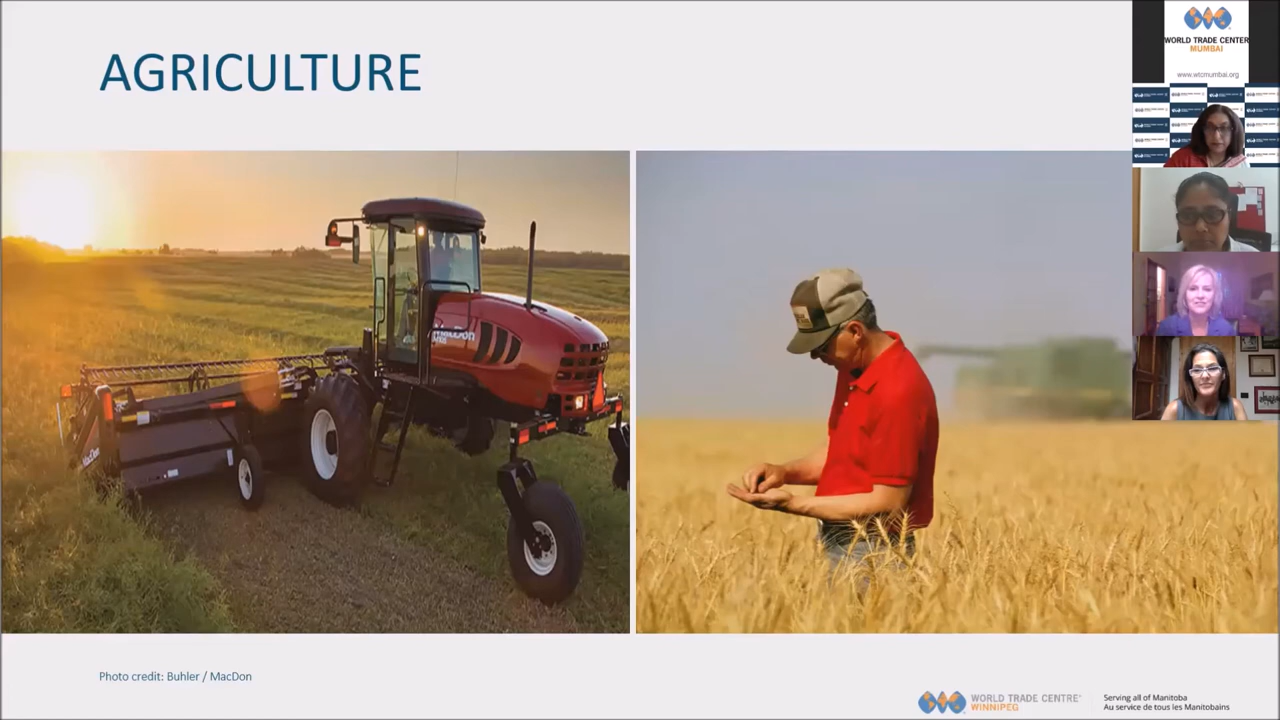 AGRICULTURE
WORLD TRADE CENTER
MUMBAI
www.wtcmumbai.org
MacDon
MacDon
Photo credit: Buhler / MacDon
WORLD TRADE CENTRE
WINNIPEG
Serving all of Manitoba
Au service de tous les Manitobains